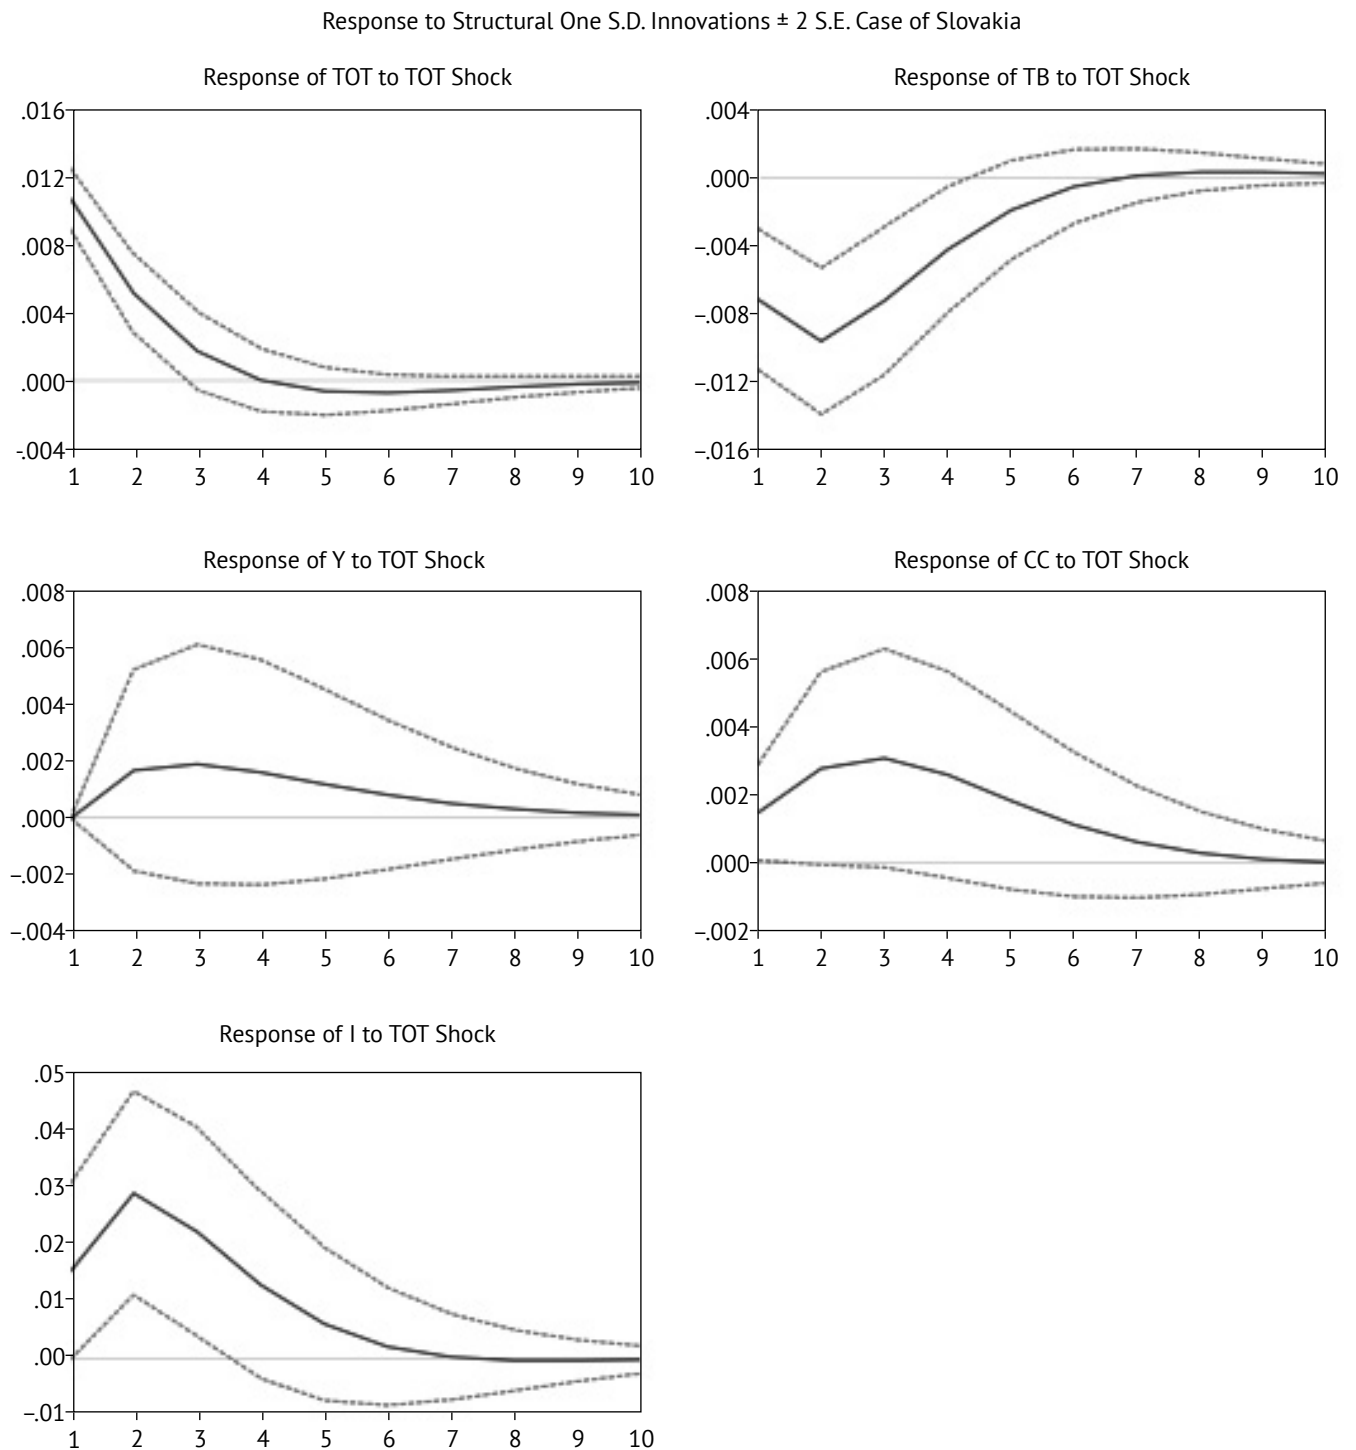 Response to Structural One S.D. Innovations ± 2 S.E. Case of Slovakia
Response of TOT to TOT Shock
.016
.012
.008
.004
.000
-.004
1 2 3 4 5 6 7 8 9 10
Response of TB to TOT Shock
.004
.000
–.004
–.008
–.012
–.016
1 2 3 4 5 6 7 8 9 10
Response of Y to TOT Shock
.008
.006
.004
.002
.000
–.002
–.004
1 2 3 4 5 6 7 8 9 10
Response of CC to TOT Shock
.008
.006
.004
.002
.000
–.002
1 2 3 4 5 6 7 8 9 10
Response of I to TOT Shock
.05
.04
.03
.02
.01
.00
–.01
1 2 3 4 5 6 7 8 9 10